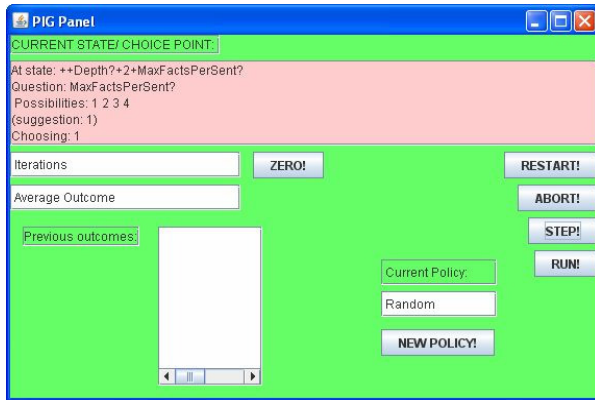 PIG Panel
CURRENT STATE/ CHOICE POINT:
At state: ++Depth?+2+MaxFactsPerSent?
Question: MaxFactsPerSent?
Possibilities: 1 2 3 4
(suggestion: 1)
Choosing: 1
Iterations
ZERO!
RESTART!
Average Outcome
ABORT!
Previous outcomes:
STEP!
RUN!
Current Policy:
Random
NEW POLICY!